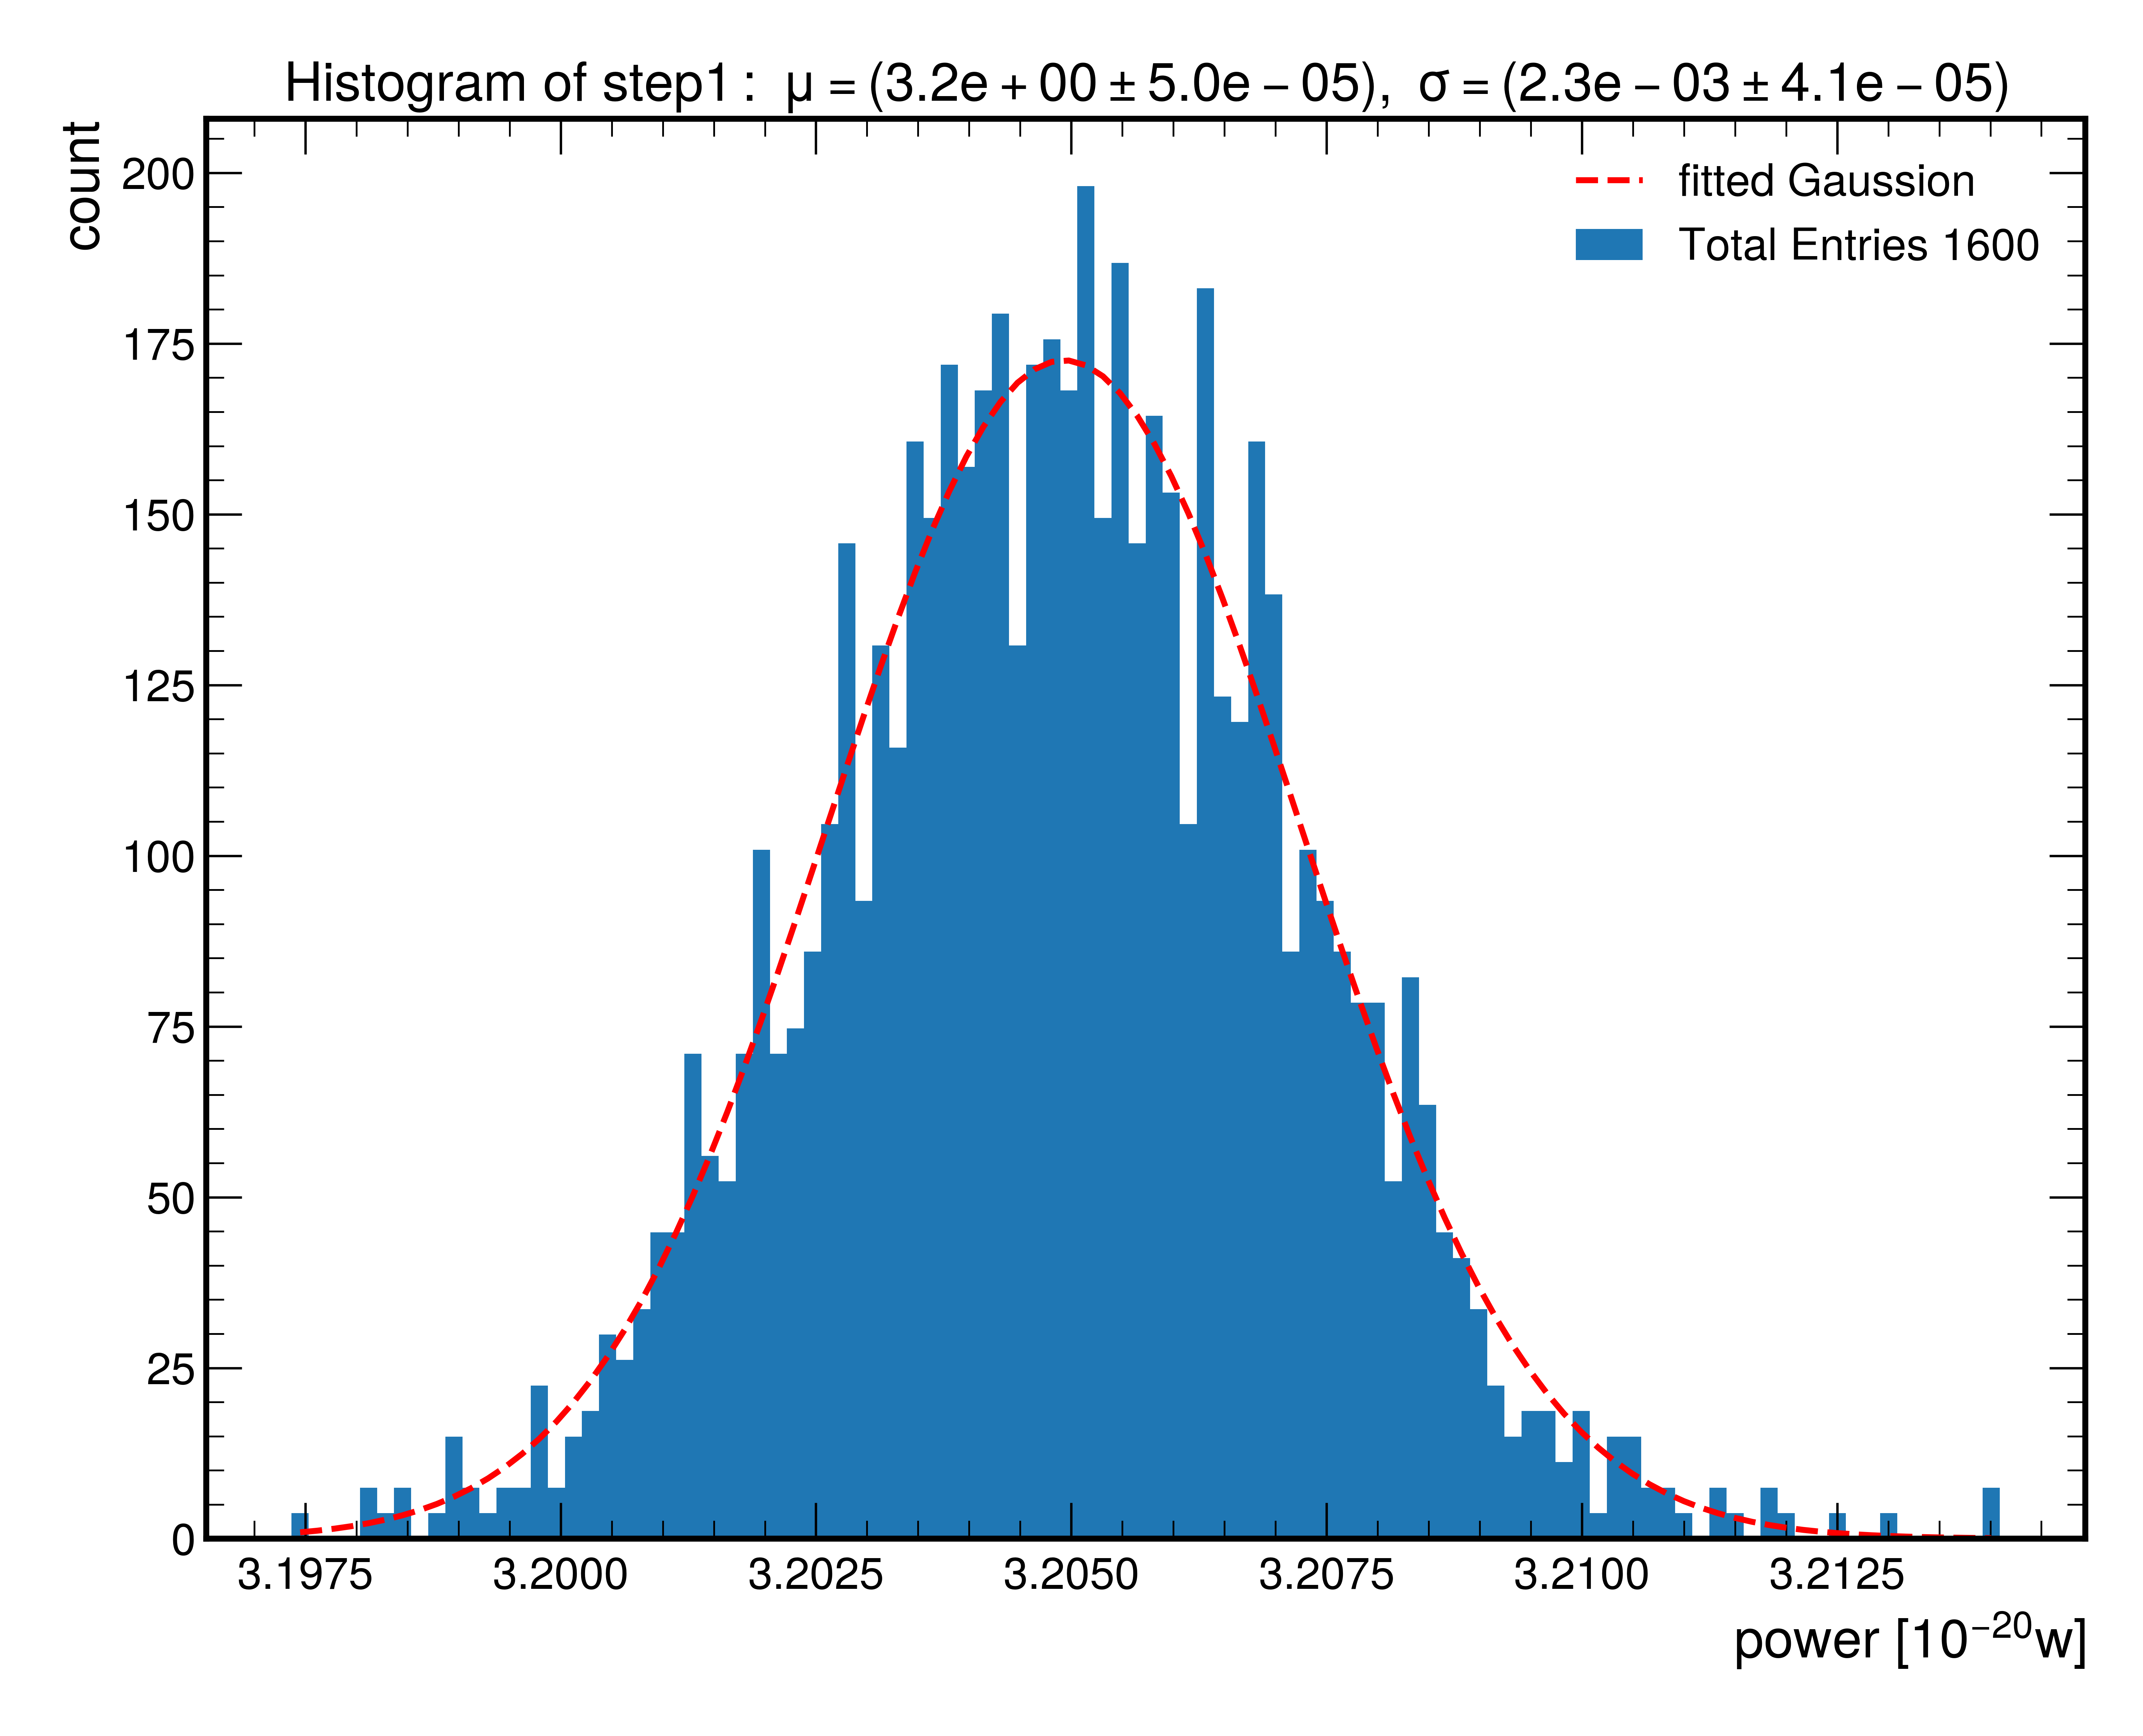 Histogram of step1 : μ = (3.2e + 00 ± 5.0e − 05), σ = (2.3e − 03 ± 4.1e − 05)
count
fitted Gaussion
Total Entries 1600
200
175
150
125
100
75
50
25
0
3.1975 3.2000 3.2025 3.2050 3.2075 3.2100 3.2125
power [10⁻²⁰w]